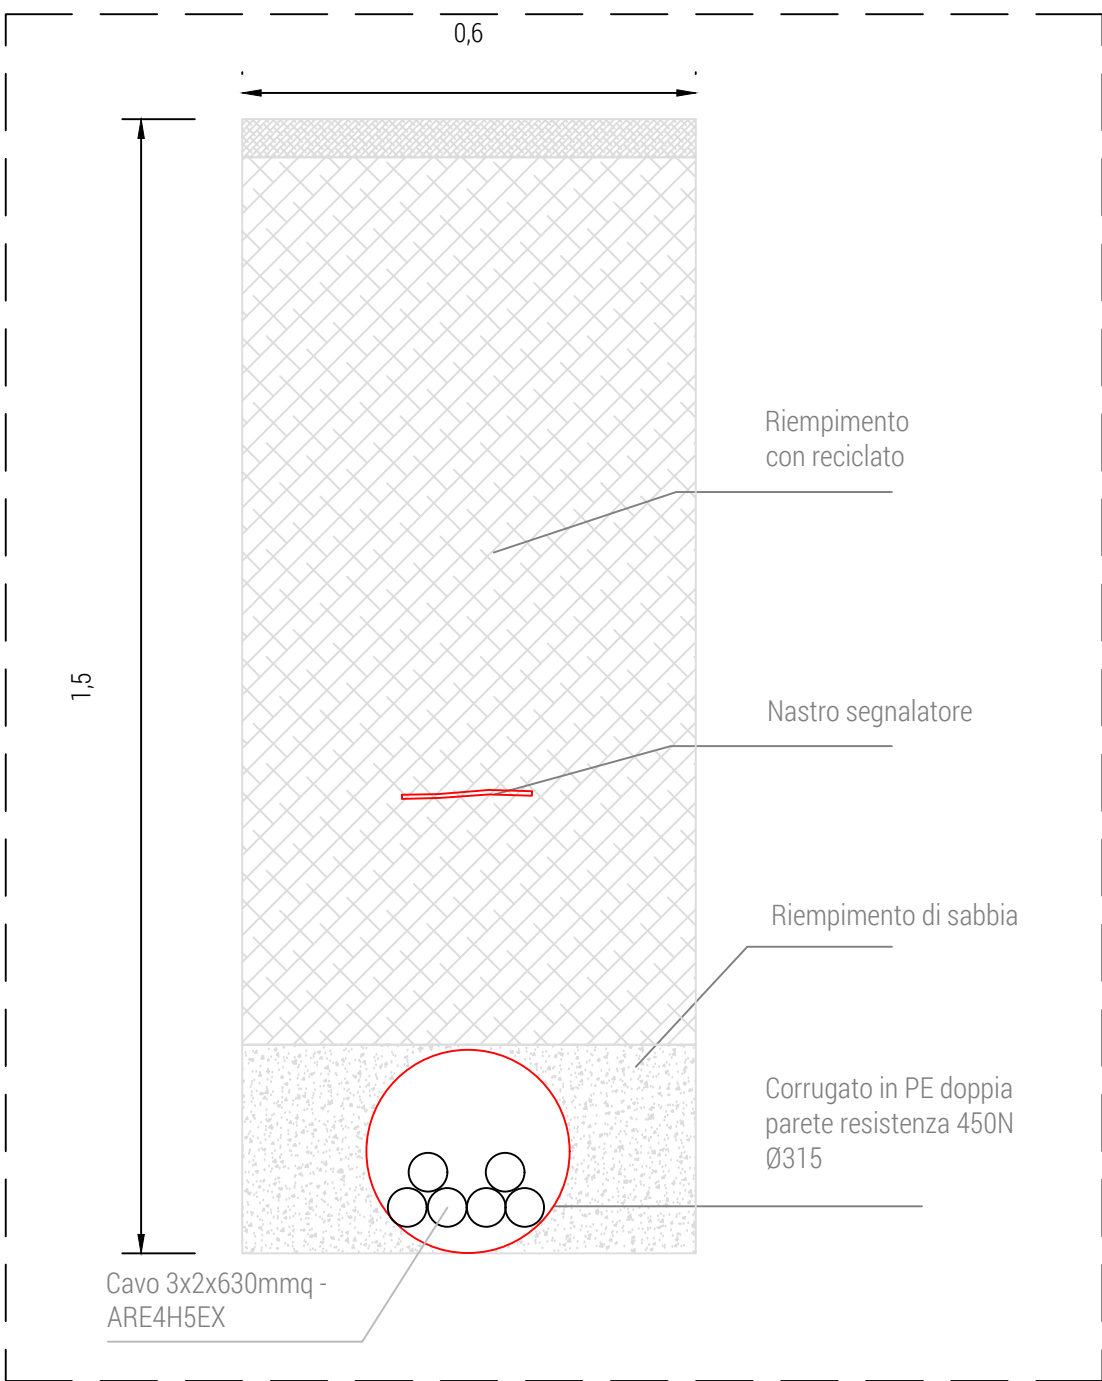 0,6
1,5
Riempimento
con reciclato
Nastro segnalatore
Riempimento di sabbia
Corrugato in PE doppia
parete resistenza 450N
Ø315
Cavo 3x2x630mmq -
ARE4H5EX